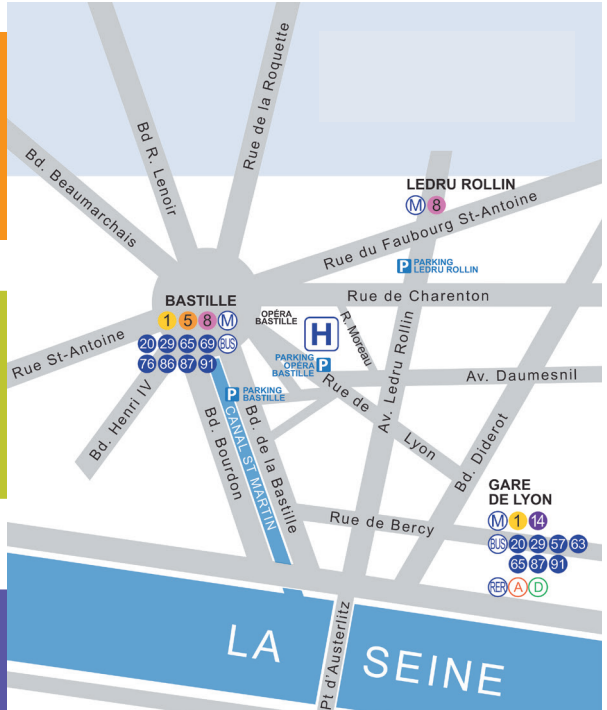 Rue de la Roquette
Bd R. Lenoir
Bd. Beaumarchais
LEDRU ROLLIN
M 8
Rue du Faubourg St-Antoine
P PARKING
LEDRU ROLLIN
BASTILLE
1 5 8 M
20 29 65 69 BUS
76 86 87 91
OPÉRA
BASTILLE
H
R. Moreau
Rue de Charenton
Rue St-Antoine
PARKING
OPÉRA P
BASTILLE
Av. Ledru Rollin
Av. Daumesnil
P PARKING
BASTILLE
Rue de Lyon
Bd. Henri IV
Bd. Bourdon
CANAL ST MARTIN
Bd. de la Bastille
Bd. Diderot
GARE
DE LYON
M 1 14
BUS 20 29 57 63
65 87 91
RER A D
Rue de Bercy
Pt d'Austerlitz
LA SEINE